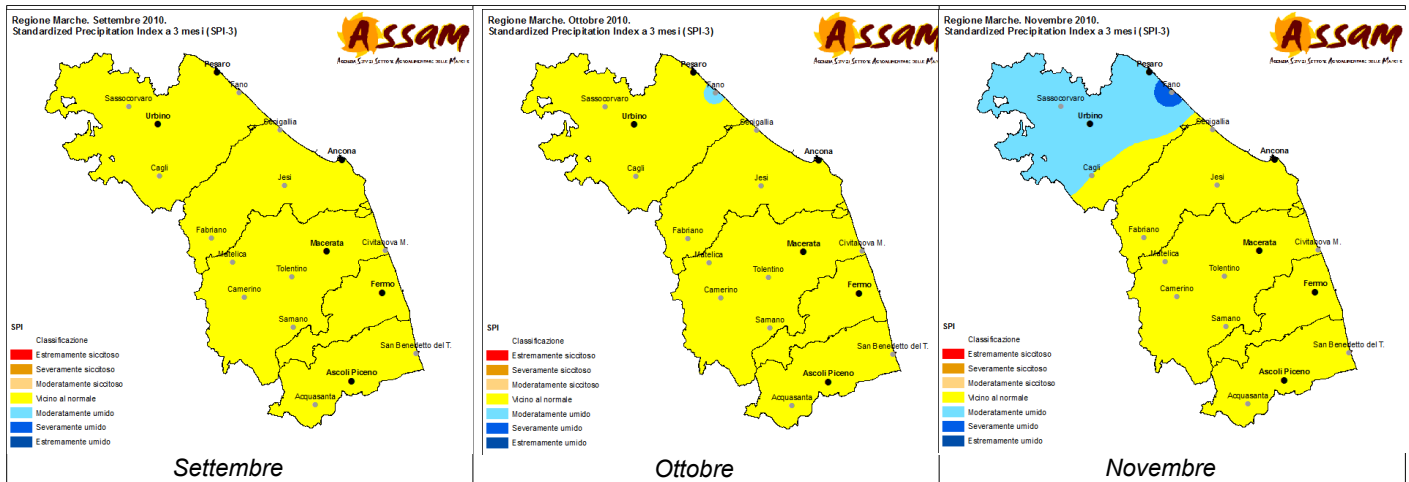 Regione Marche. Settembre 2010.
Standardized Precipitation Index a 3 mesi (SPI-3)
Assam
Pesaro
Fano
Sassocorvaro
Urbino
Senigallia
Ancona
Cagli
Jesi
Fabriano
Macerata
Civitanova M.
Matelica
Tolentino
Camerino
Fermo
Sarnano
San Benedetto del T.
Ascoli Piceno
Acquasanta
SPI
Classificazione
Estremamente siccitoso
Severamente siccitoso
Moderatamente siccitoso
Vicino al normale
Moderatamente umido
Severamente umido
Estremamente umido
Settembre
Regione Marche. Ottobre 2010.
Standardized Precipitation Index a 3 mesi (SPI-3)
Assam
Pesaro
Fano
Sassocorvaro
Urbino
Senigallia
Ancona
Cagli
Jesi
Fabriano
Macerata
Civitanova M.
Matelica
Tolentino
Camerino
Fermo
Sarnano
San Benedetto del T.
Ascoli Piceno
Acquasanta
SPI
Classificazione
Estremamente siccitoso
Severamente siccitoso
Moderatamente siccitoso
Vicino al normale
Moderatamente umido
Severamente umido
Estremamente umido
Ottobre
Regione Marche. Novembre 2010.
Standardized Precipitation Index a 3 mesi (SPI-3)
Assam
Pesaro
Fano
Sassocorvaro
Urbino
Senigallia
Ancona
Cagli
Jesi
Fabriano
Macerata
Civitanova M.
Matelica
Tolentino
Camerino
Fermo
Sarnano
San Benedetto del T.
Ascoli Piceno
Acquasanta
SPI
Classificazione
Estremamente siccitoso
Severamente siccitoso
Moderatamente siccitoso
Vicino al normale
Moderatamente umido
Severamente umido
Estremamente umido
Novembre